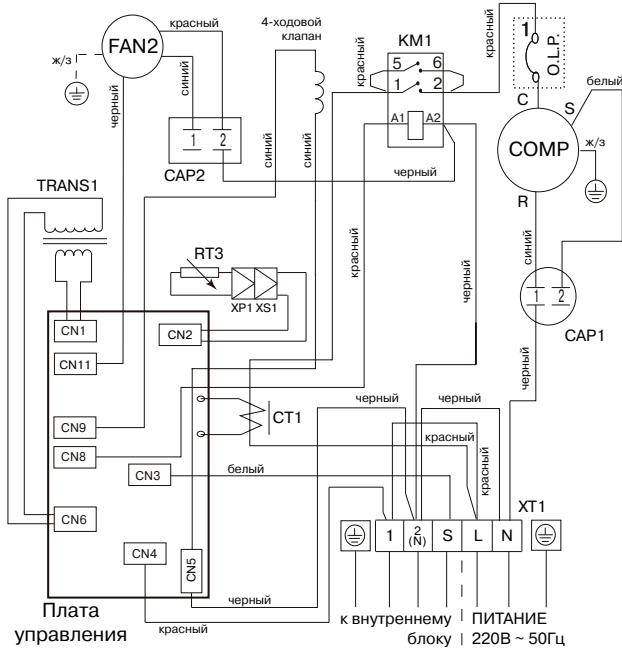 красный
FAN2
ж/з
синий
черный
1 2
CAP2
4-ходовой
клапан
синий
синий
KM1
красный
5 6
1 2
A1 A2
черный
красный
1
O.L.P.
C
S
белый
COMP
ж/з
R
синий
1 2
CAP1
черный
TRANS1
RT3
XP1 XS1
красный
черный
CN1
CN2
CN11
CN9
CN8
CN3
CN6
CN4
CN5
CT1
черный
черный
красный
красный
белый
XT1
1
2
(N)
S
L
N
черный
красный
Плата
управления
к внутреннему
блоку
ПИТАНИЕ
220В ~ 50Гц